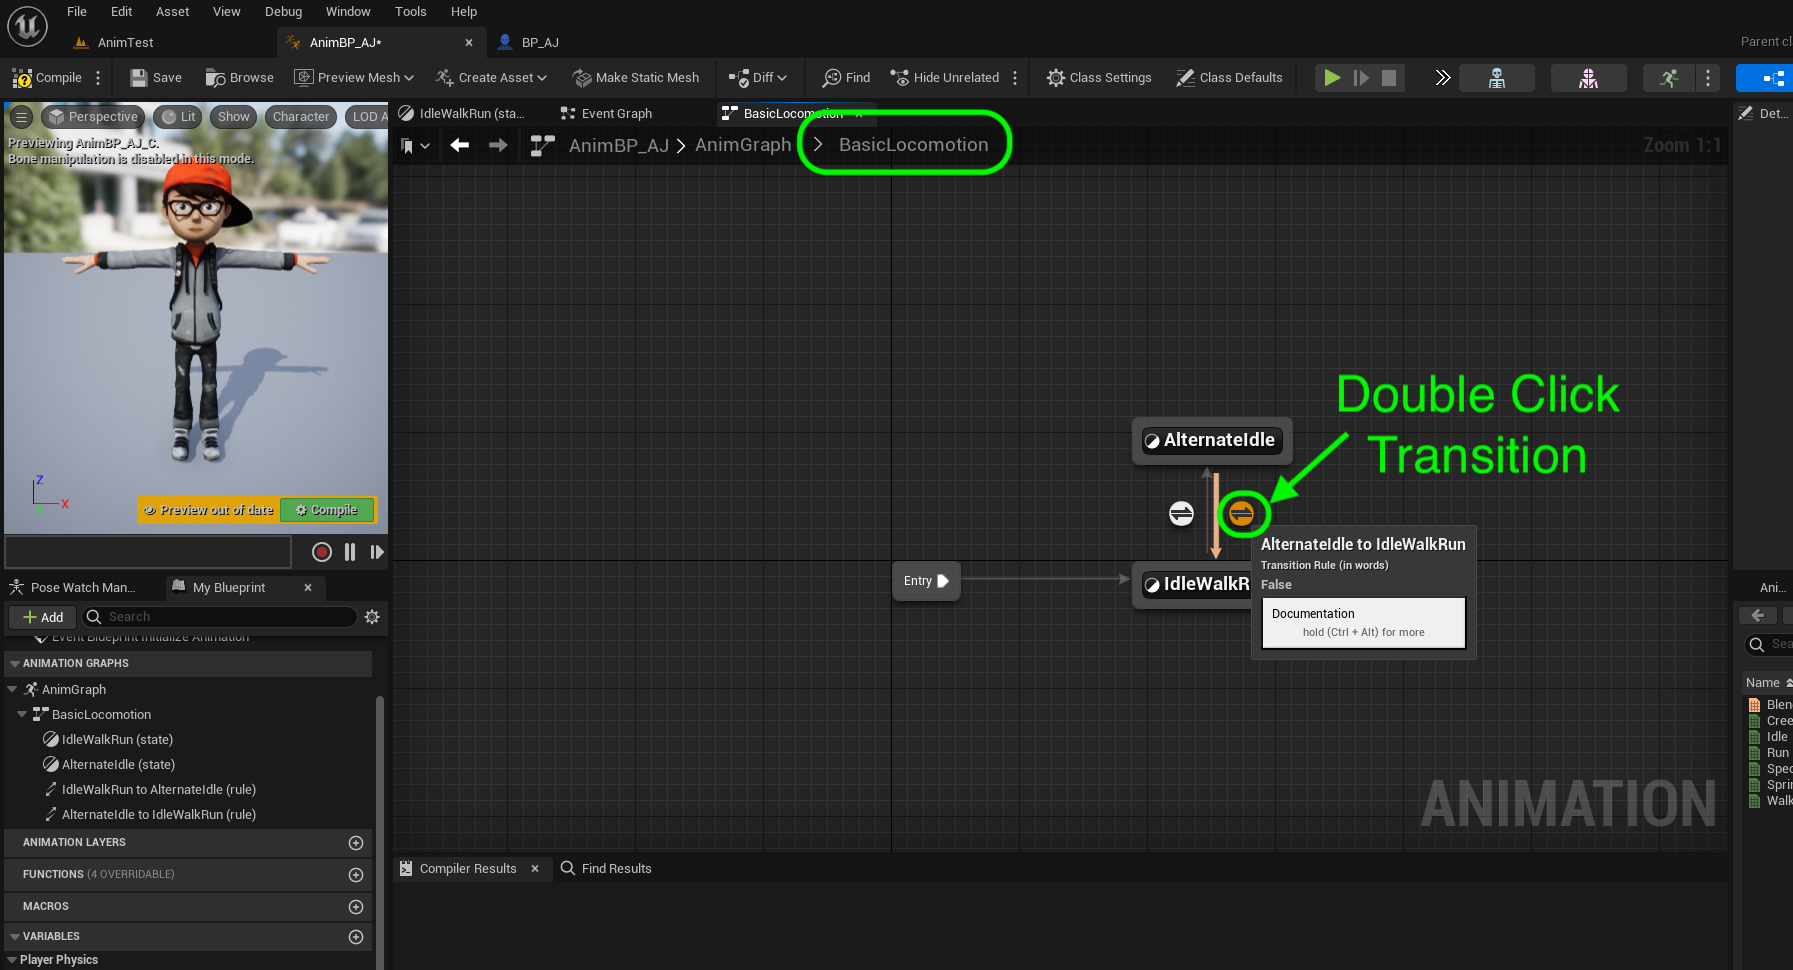 File Edit Asset View Debug Window Tools Help
AnimTest AnimBP_AJ* BP_AJ
Parent cl
Compile Save Browse Preview Mesh Create Asset Make Static Mesh Diff Find Hide Unrelated Class Settings Class Defaults
Perspective Lit Show Character LOD A
Previewing AnimBP_AJ_C.
Bone manipulation is disabled in this mode.
IdleWalkRun (sta... Event Graph BasicLocomotion Det...
AnimBP_AJ > AnimGraph > BasicLocomotion
Zoom 1:1
Double Click
Transition
AlternateIdle
AlternateIdle to IdleWalkRun
Transition Rule (in words)
False
Documentation
hold (Ctrl + Alt) for more
Entry
IdleWalkR
ANIMATION
Z
X
Y
Preview out of date Compile
Pose Watch Man... My Blueprint
Add Search
Event Blueprint Initialize Animation
ANIMATION GRAPHS
AnimGraph
BasicLocomotion
IdleWalkRun (state)
AlternateIdle (state)
IdleWalkRun to AlternateIdle (rule)
AlternateIdle to IdleWalkRun (rule)
ANIMATION LAYERS
FUNCTIONS (4 OVERRIDABLE)
MACROS
VARIABLES
Player Physics
Compiler Results Find Results
Ani...
Sea
Name
Blen
Cree
Idle
Run
Spec
Sprin
Walk